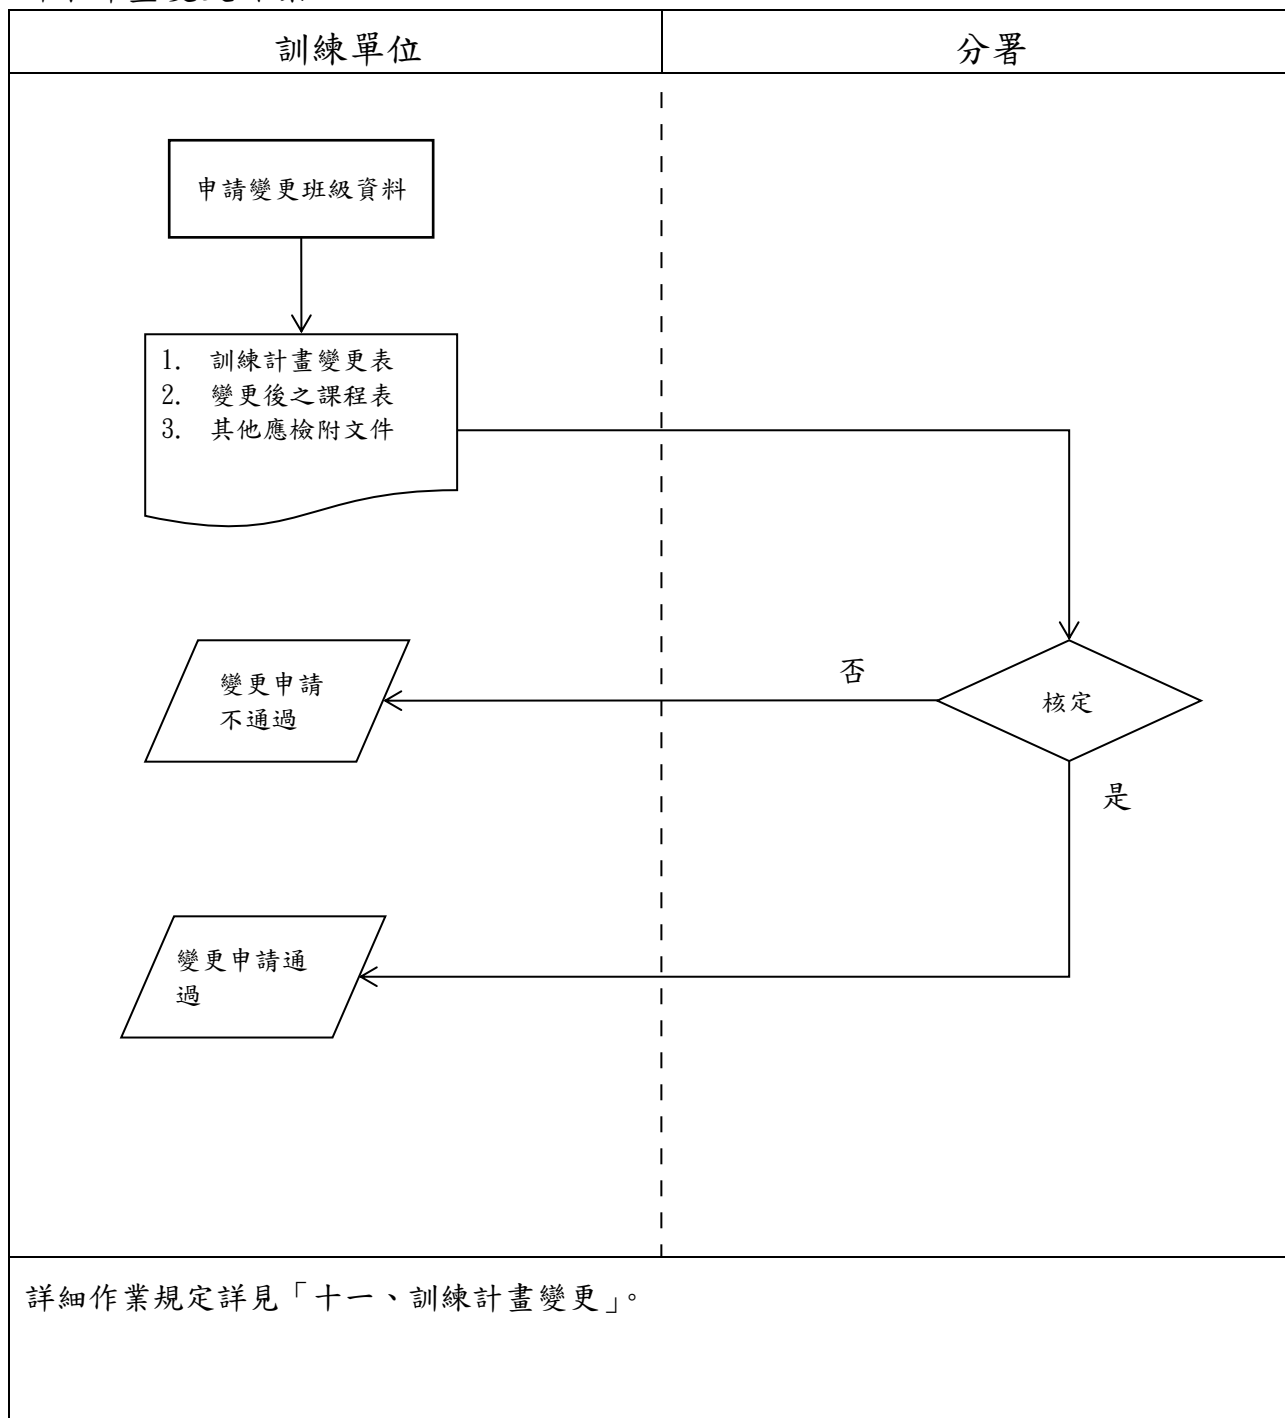 訓練單位
分署
申請變更班級資料
1. 訓練計畫變更表
2. 變更後之課程表
3. 其他應檢附文件
否
變更申請
不通過
核定
是
變更申請通
過
詳細作業規定詳見「十一、訓練計畫變更」。